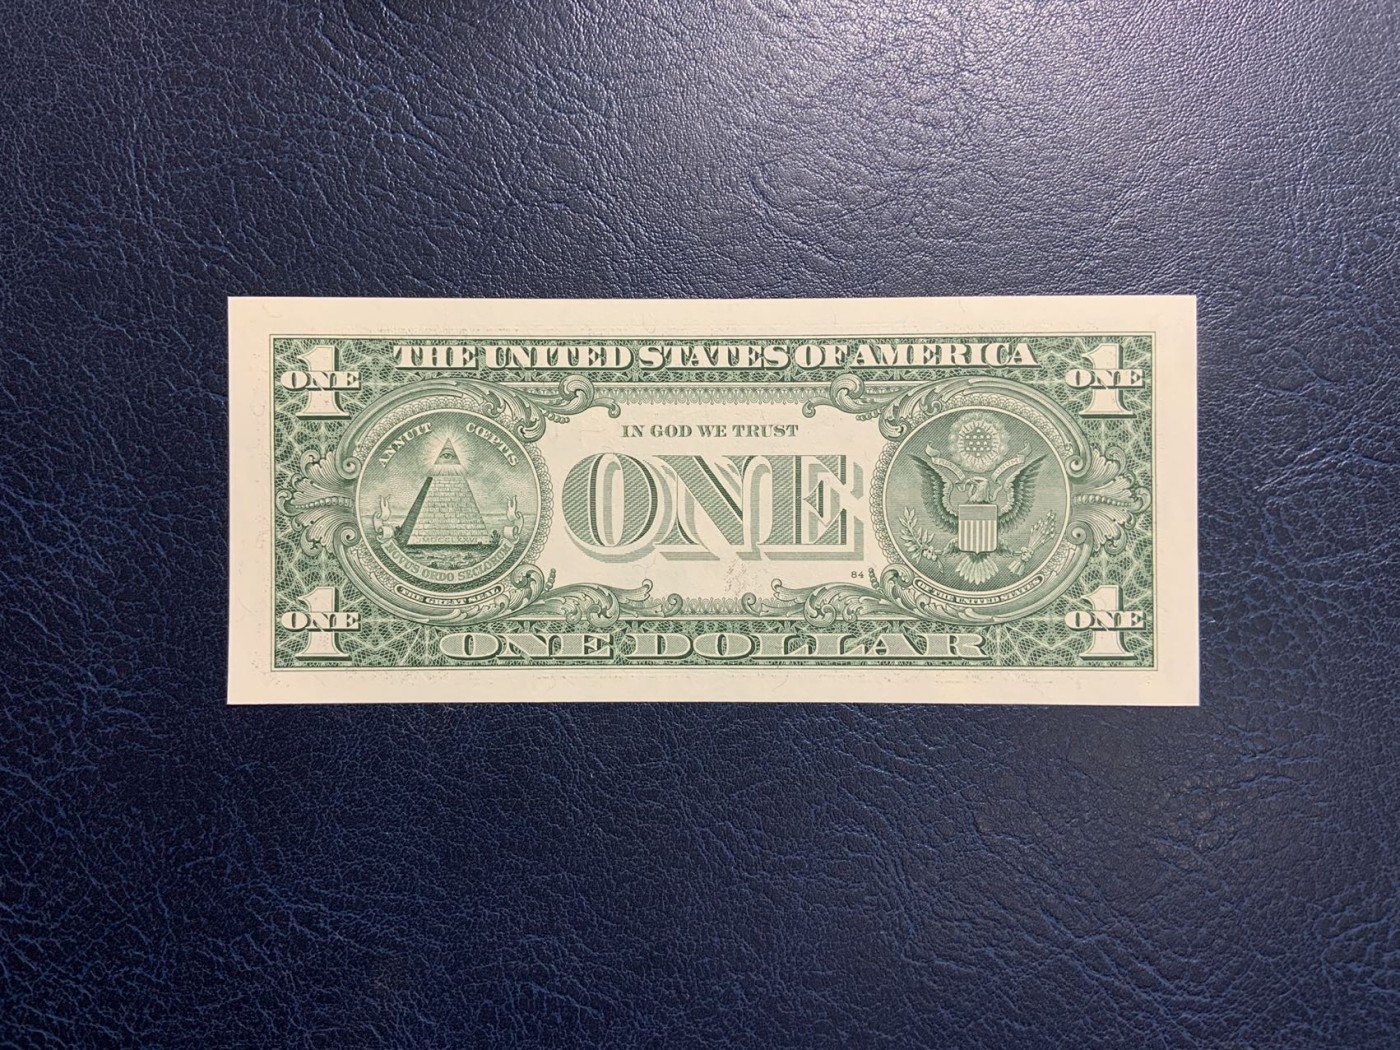 THE UNITED STATES OF AMERICA
1 ONE
1 ONE
IN GOD WE TRUST
ANNUIT CŒPTIS
MDCCLXXVI
NOVUS ORDO SECLORUM
THE GREAT SEAL
ONE
84
OF THE UNITED STATES
1 ONE
1 ONE
ONE DOLLAR